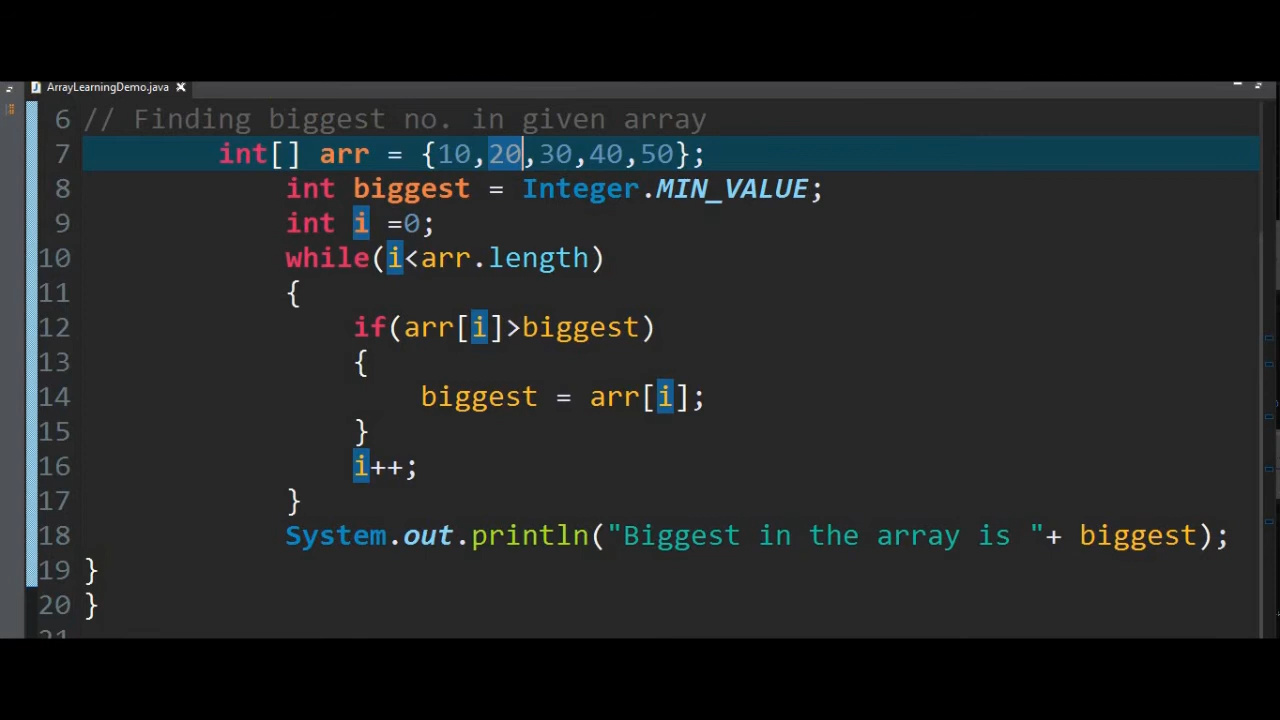 ArrayLearningDemo.java
6 // Finding biggest no. in given array
7 int[] arr = {10,20,30,40,50};
8 int biggest = Integer.MIN_VALUE;
9 int i =0;
10 while(i<arr.length)
11 {
12 if(arr[i]>biggest)
13 {
14 biggest = arr[i];
15 }
16 i++;
17 }
18 System.out.println("Biggest in the array is "+ biggest);
19 }
20 }
21